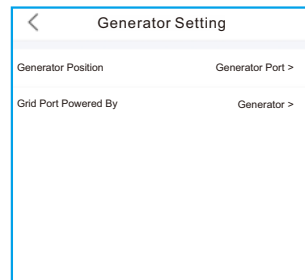 Generator Setting
Generator Position Generator Port >
Grid Port Powered By Generator >